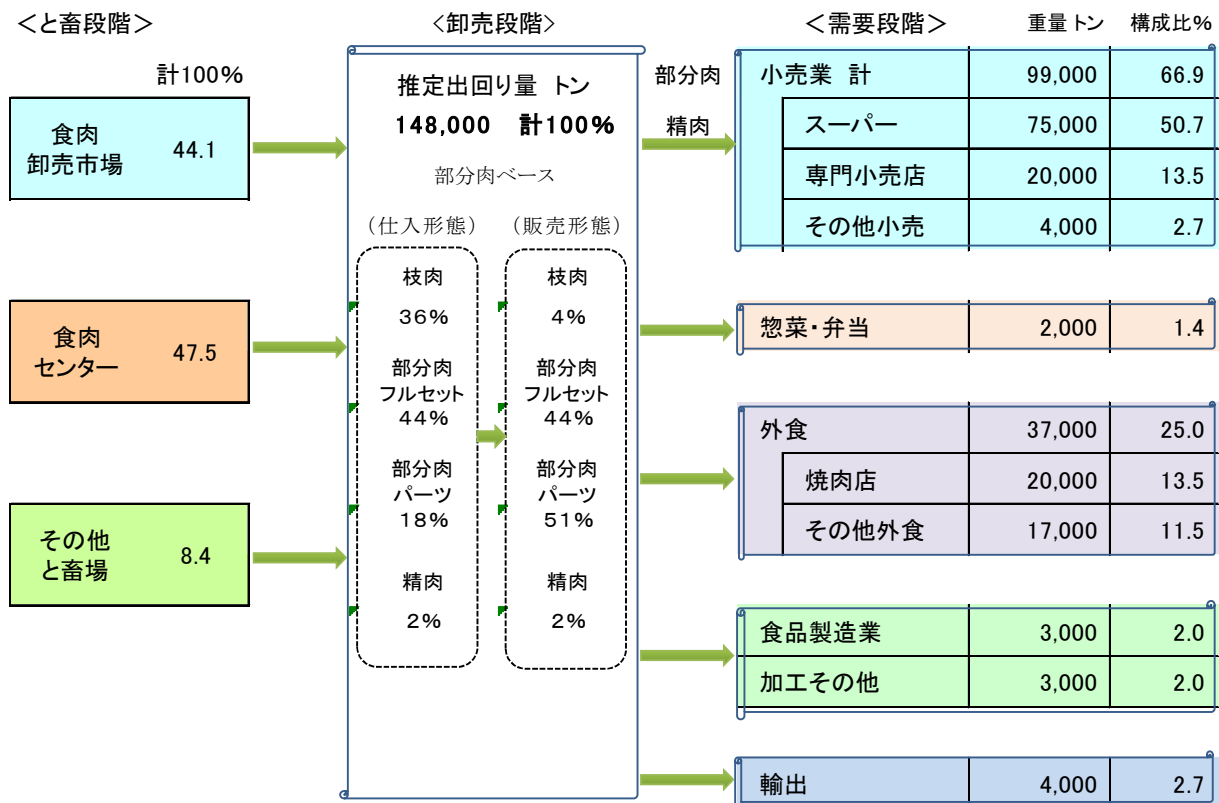 ＜と畜段階＞
計100%
食肉
卸売市場 44.1
食肉
センター 47.5
その他
と畜場 8.4
＜卸売段階＞
推定出回り量 トン
148,000 計100%
部分肉ベース
（仕入形態）
枝肉
３６％
部分肉
フルセット
４４％
部分肉
パーツ
１８％
精肉
２％
（販売形態）
枝肉
４％
部分肉
フルセット
４４％
部分肉
パーツ
５１％
精肉
２％
部分肉
精肉
＜需要段階＞ 重量 トン 構成比%
小売業 計 99,000 66.9
スーパー 75,000 50.7
専門小売店 20,000 13.5
その他小売 4,000 2.7
惣菜・弁当 2,000 1.4
外食 37,000 25.0
焼肉店 20,000 13.5
その他外食 17,000 11.5
食品製造業 3,000 2.0
加工その他 3,000 2.0
輸出 4,000 2.7